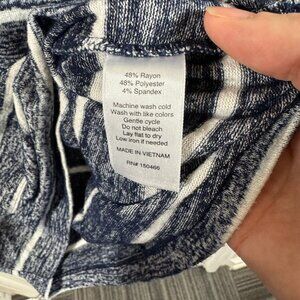 48% Rayon
48% Polyester
4% Spandex
Machine wash cold
Wash with like colors
Gentle cycle
Do not bleach
Lay flat to dry
Low iron if needed
MADE IN VIETNAM
RN# 150466